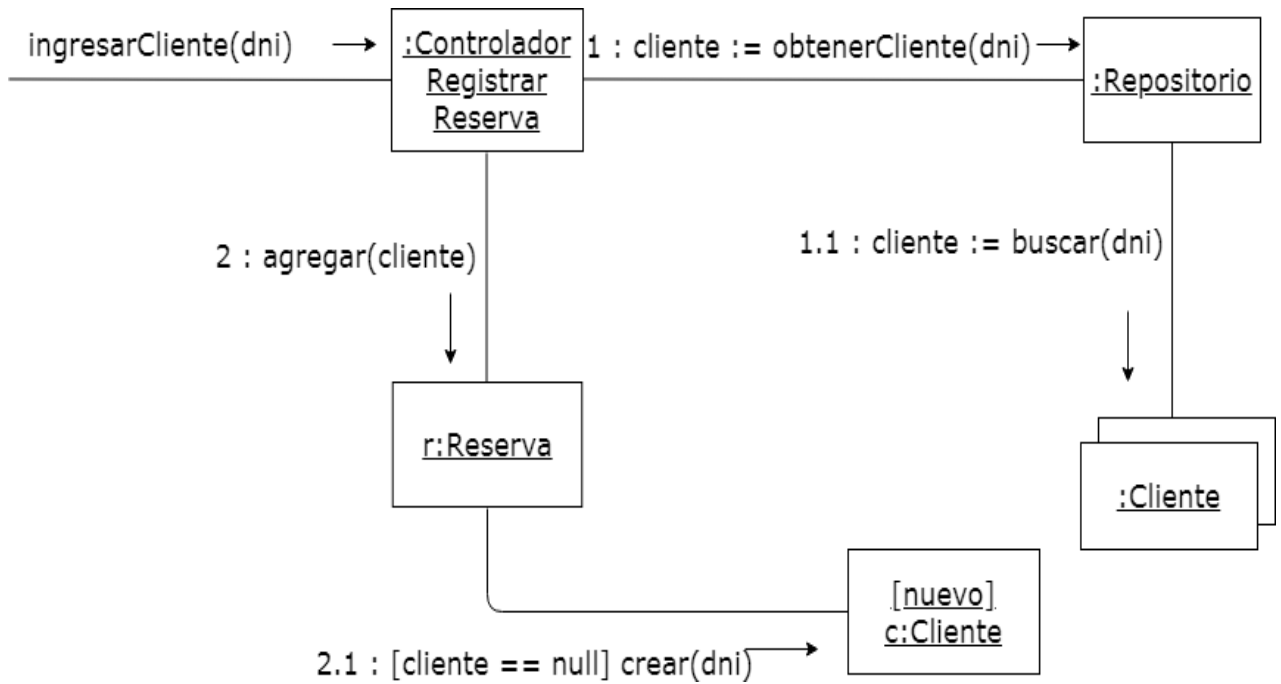 ingresarCliente(dni)
:Controlador
Registrar
Reserva
1 : cliente := obtenerCliente(dni)
:Repositorio
2 : agregar(cliente)
1.1 : cliente := buscar(dni)
r:Reserva
:Cliente
[nuevo]
c:Cliente
2.1 : [cliente == null] crear(dni)